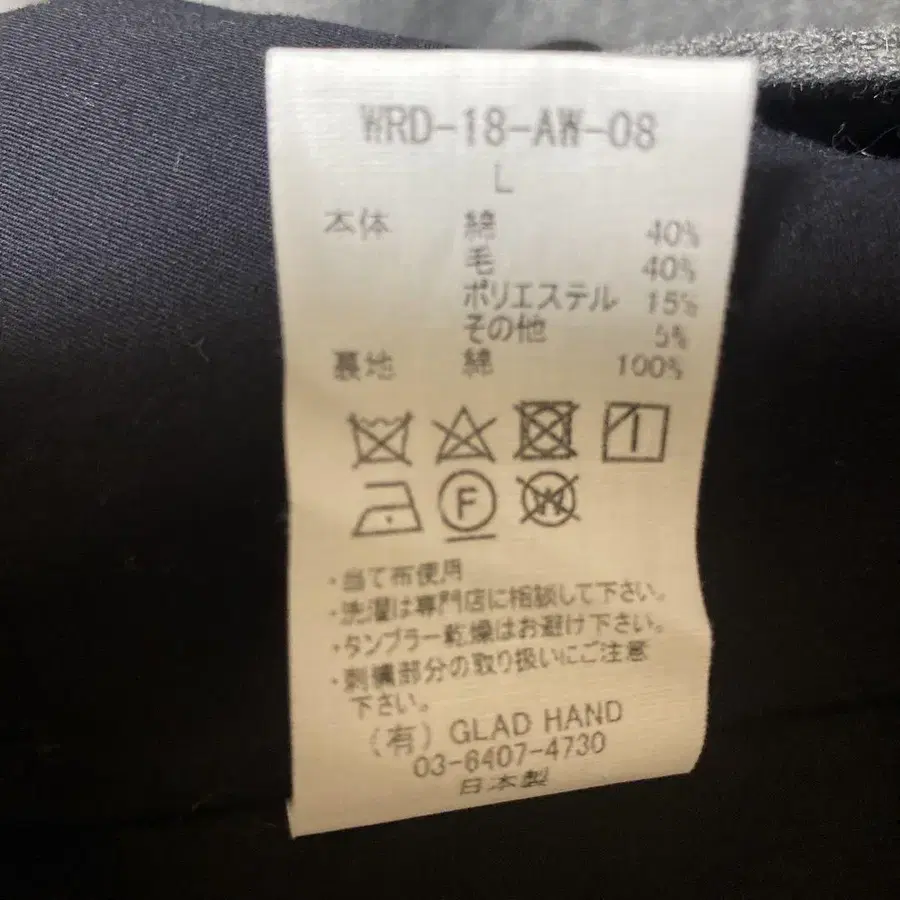 WRD-18-AW-08
L
本体 綿 40%
毛 40%
ポリエステル 15%
その他 5%
裏地 綿 100%
F W
・当て布使用
・洗濯は専門店に相談して下さい。
・タンブラー乾燥はお避け下さい。
・刺繍部分の取り扱いにご注意
下さい。
(有) GLAD HAND
03-6407-4730
日本製